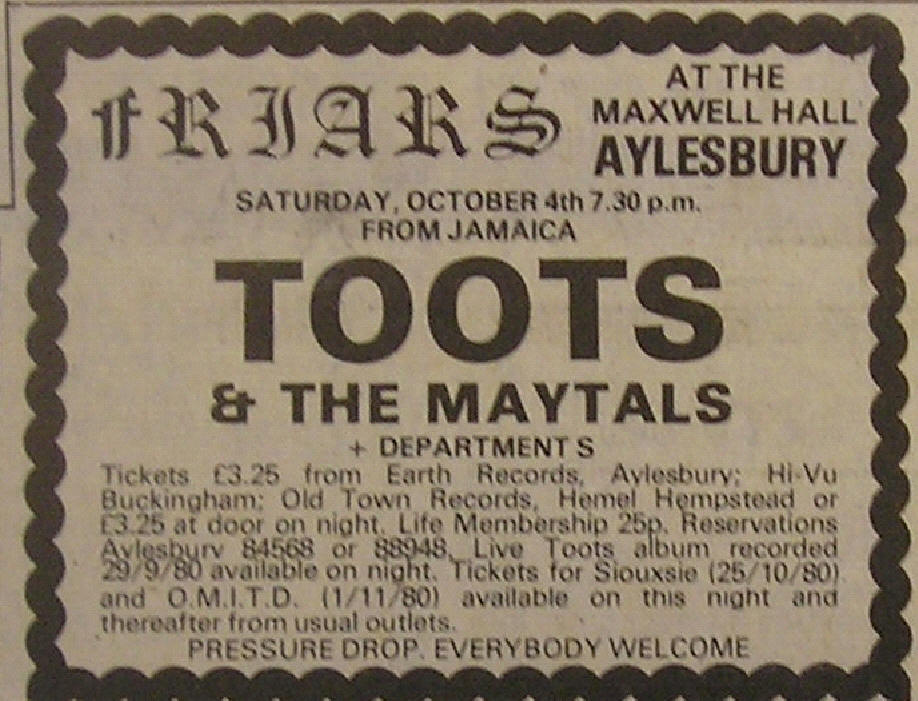 fRIARS
AT THE
MAXWELL HALL
AYLESBURY
SATURDAY, OCTOBER 4th 7.30 p.m.
FROM JAMAICA
TOOTS
& THE MAYTALS
+ DEPARTMENT S
Tickets £3.25 from Earth Records, Aylesbury; Hi-Vu
Buckingham; Old Town Records, Hemel Hempstead or
£3.25 at door on night. Life Membership 25p. Reservations
Aylesbury 84568 or 88948. Live Toots album recorded
29/9/80 available on night. Tickets for Siouxsie (25/10/80)
and O.M.I.T.D. (1/11/80) available on this night and
thereafter from usual outlets.
PRESSURE DROP. EVERYBODY WELCOME